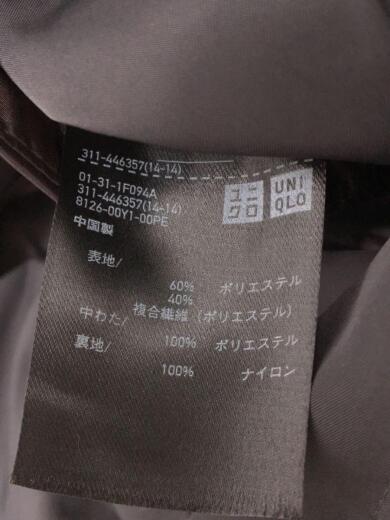 311-446357(14-14)
01-31-1F094A
311-446357(14-14)
8126-00Y1-00PE
中国製
ユニ
クロ
UNI
QLO
表地/
60% ポリエステル
40%
複合繊維(ポリエステル)
中わた/
100% ポリエステル
裏地/
100% ナイロン